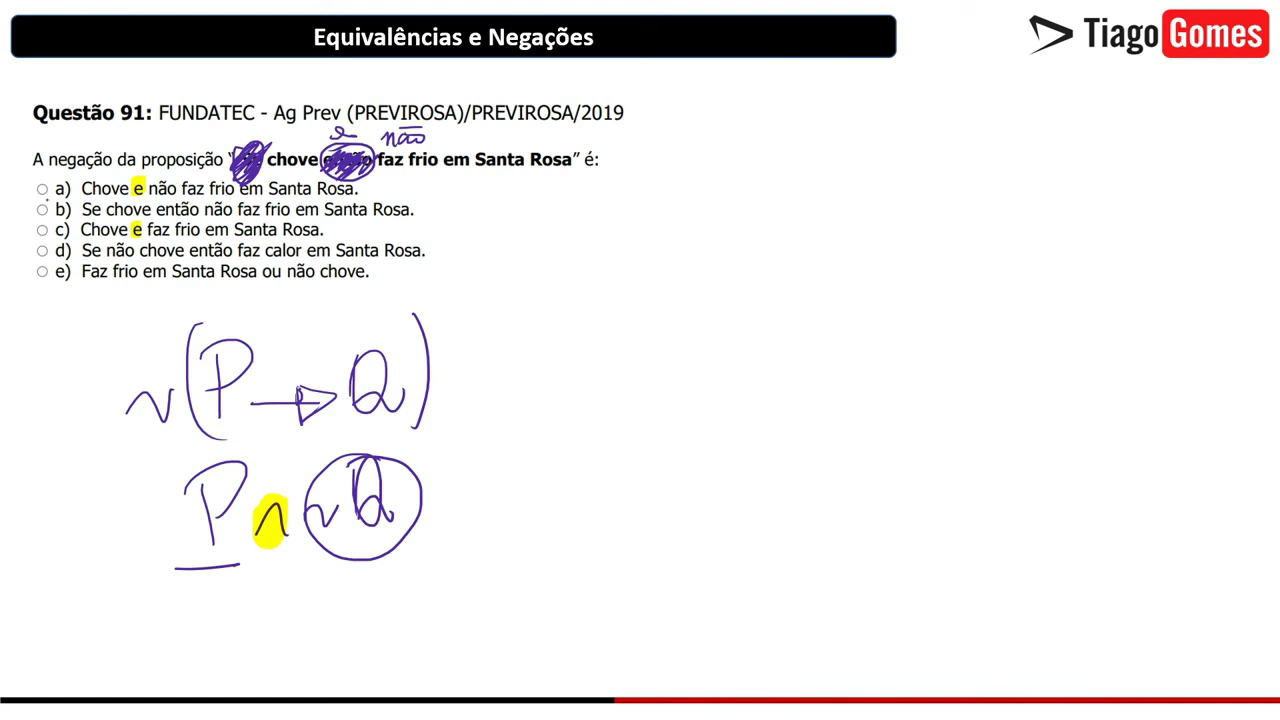 Equivalências e Negações
Tiago Gomes
Questão 91: FUNDATEC - Ag Prev (PREVIROSA)/PREVIROSA/2019
e não
A negação da proposição “ chove faz frio em Santa Rosa” é:
a) Chove e não faz frio em Santa Rosa.
b) Se chove então não faz frio em Santa Rosa.
c) Chove e faz frio em Santa Rosa.
d) Se não chove então faz calor em Santa Rosa.
e) Faz frio em Santa Rosa ou não chove.
~(P → Q)
P ∧ ~Q